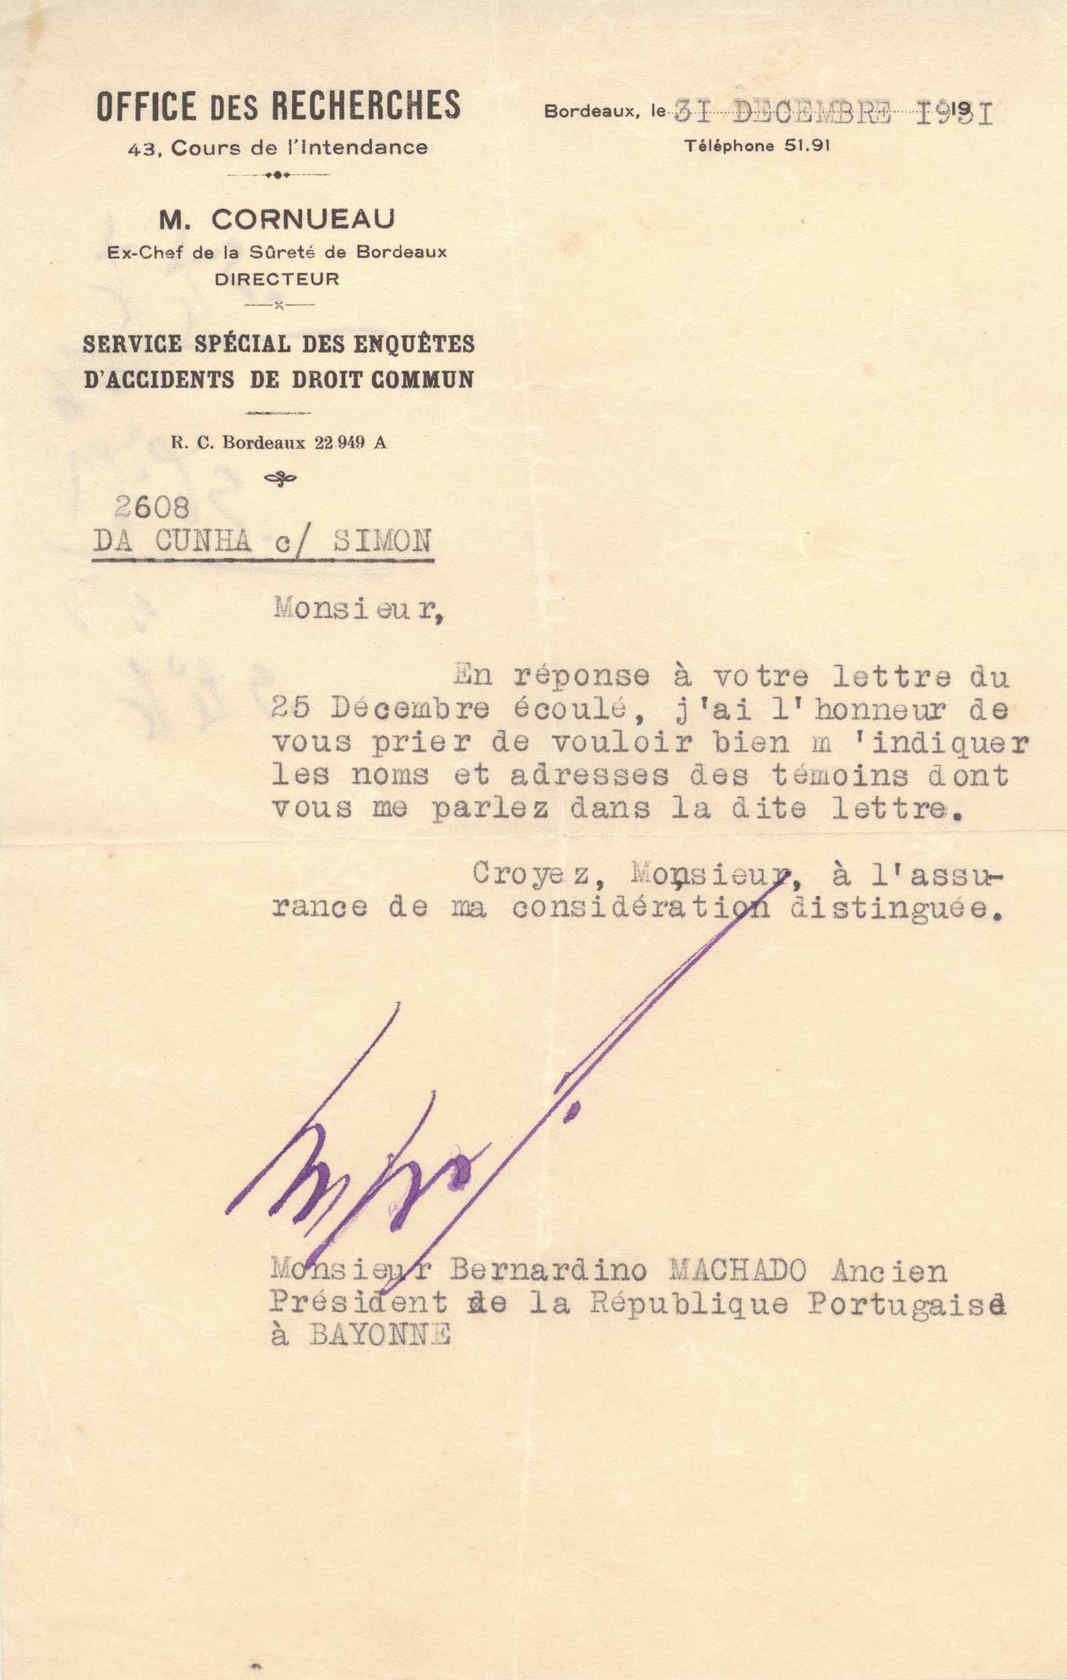 OFFICE DES RECHERCHES
43, Cours de l'Intendance
M. CORNUEAU
Ex-Chef de la Sûreté de Bordeaux
DIRECTEUR
SERVICE SPÉCIAL DES ENQUÊTES
D'ACCIDENTS DE DROIT COMMUN
R. C. Bordeaux 22 949 A
Bordeaux, le 31 DECEMBRE 1931
Téléphone 51.91
2608
DA CUNHA c/ SIMON
Monsieur,
En réponse à votre lettre du
25 Décembre écoulé, j'ai l'honneur de
vous prier de vouloir bien m 'indiquer
les noms et adresses des témoins dont
vous me parlez dans la dite lettre.
Croyez, Monsieur, à l'assu-
rance de ma considération distinguée.
Monsieur Bernardino MACHADO Ancien
Président de la République Portugaise
à BAYONNE